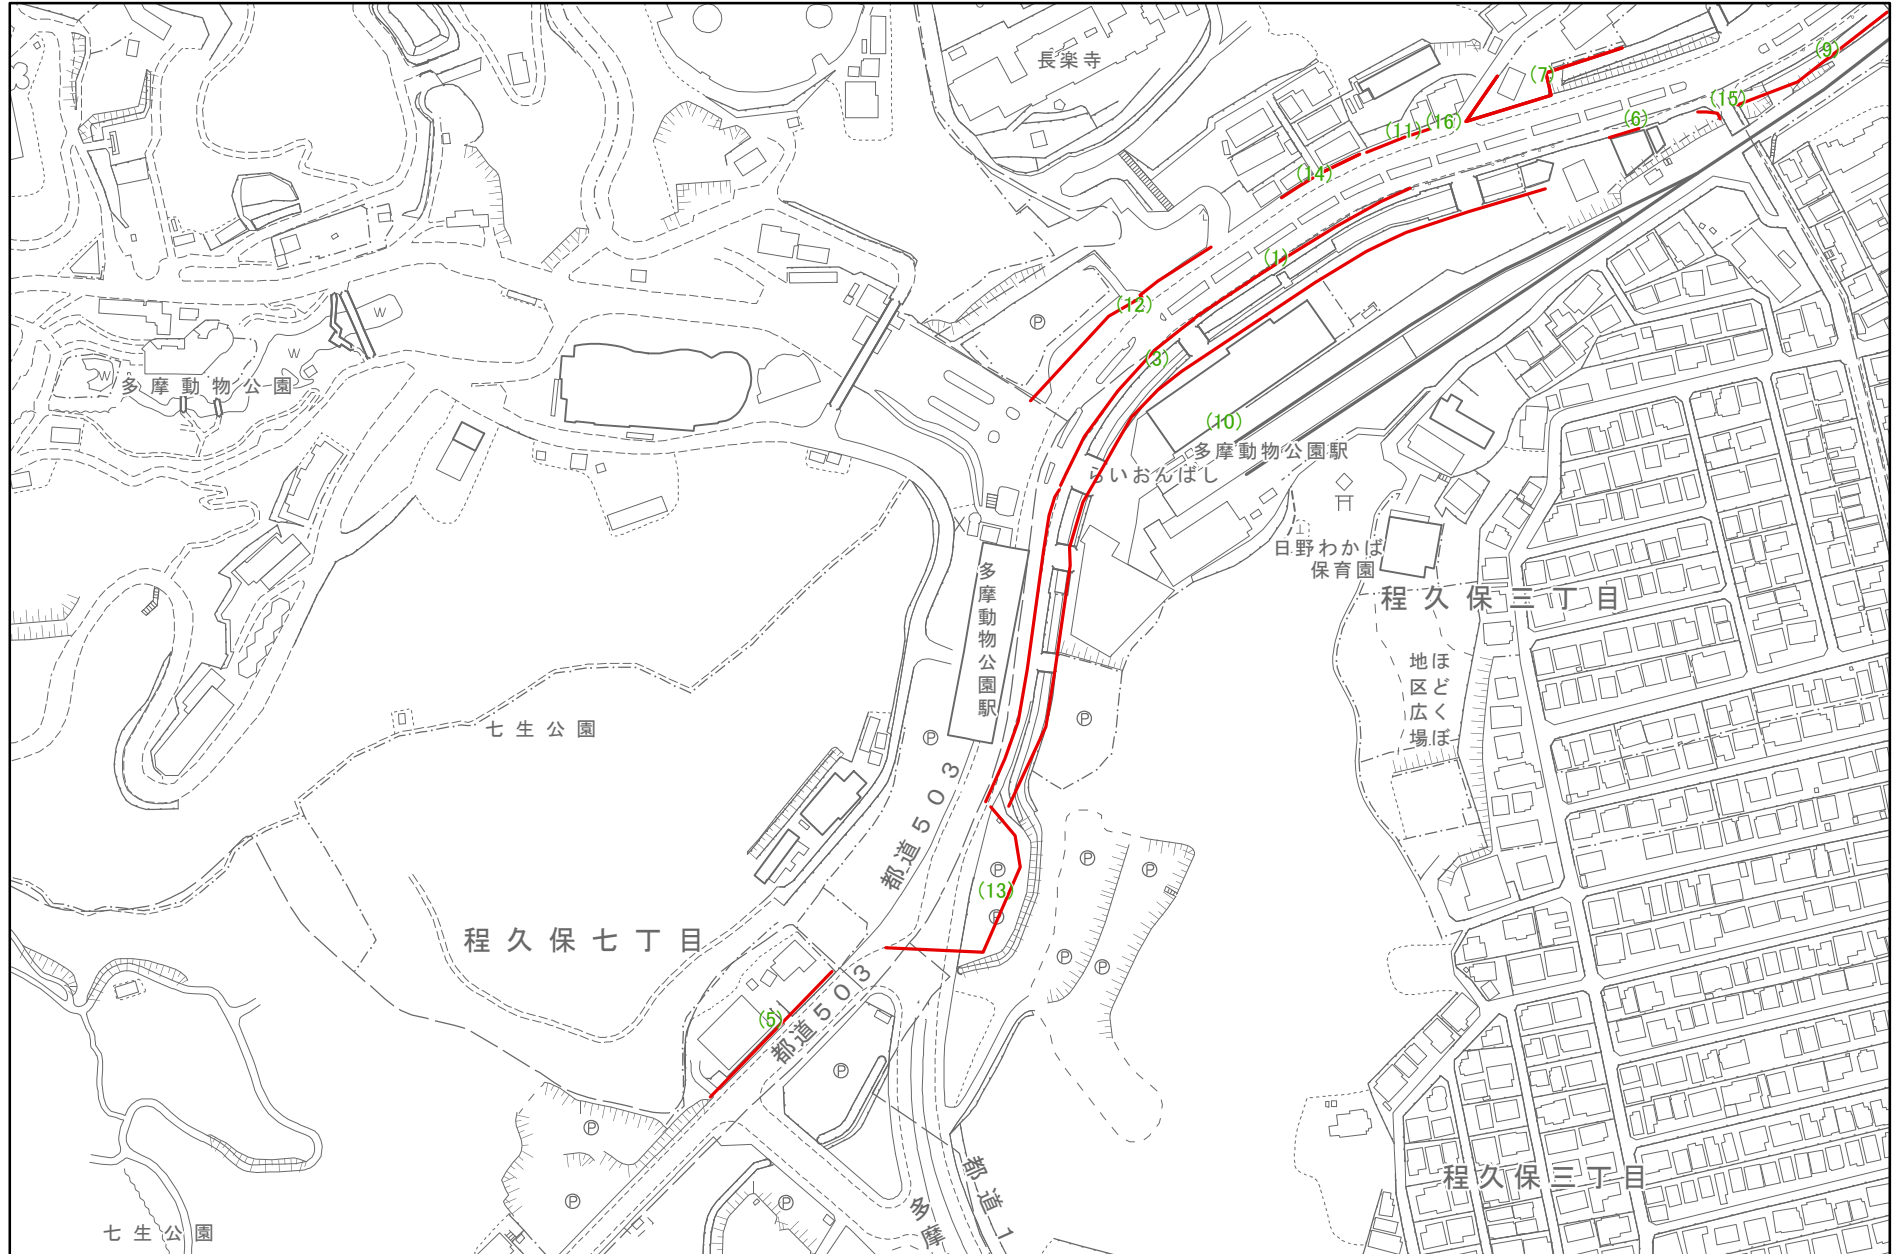 長楽寺
(9)
(7)
(15)
(6)
(11)
(16)
(14)
(1)
(12)
P
W
(3)
W
W
多摩動物公園
(10)
多摩動物公園駅
らいおんばし
日野わかば
保育園
多摩動物公園駅
程久保三丁目
ほどくぼ
地区広場
P
七生公園
P
都道503
P
P
P
(13)
P
程久保七丁目
P
P
(5)
都道503
P
P
都道1
程久保三丁目
P
P
多摩
七生公園